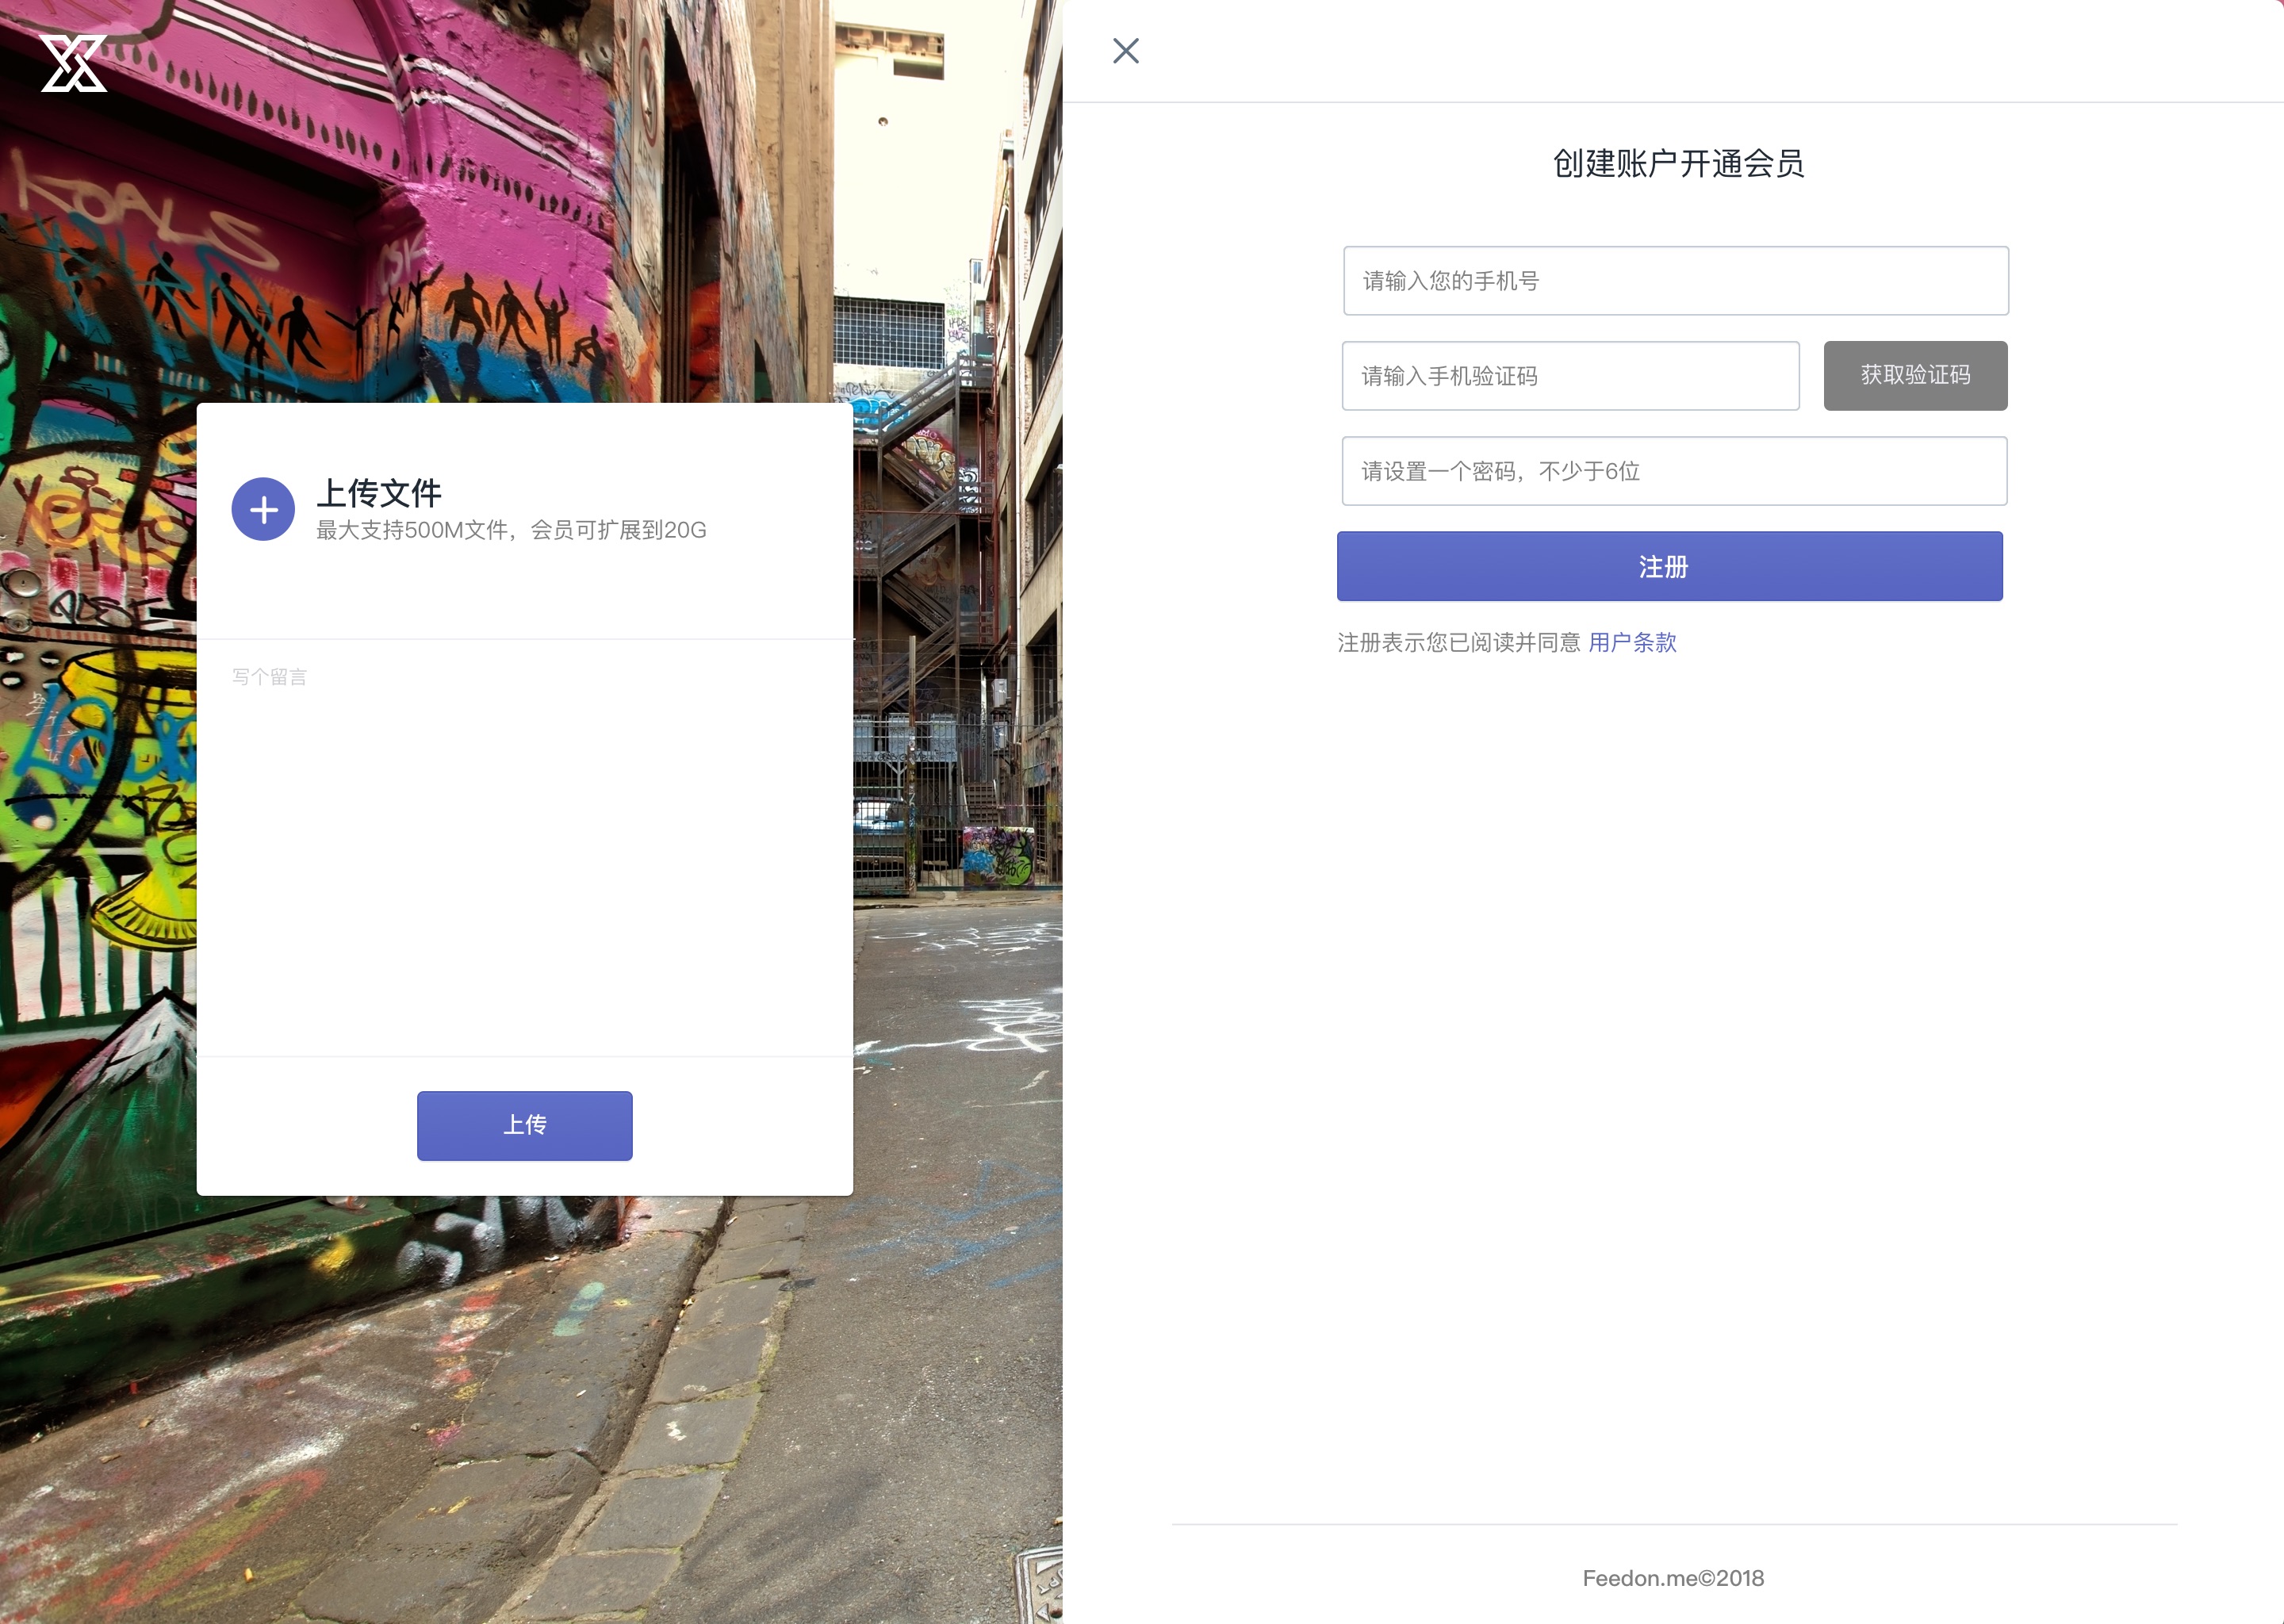 KOALS
上传文件
最大支持500M文件，会员可扩展到20G
写个留言
上传
创建账户开通会员
请输入您的手机号
请输入手机验证码
获取验证码
请设置一个密码，不少于6位
注册
注册表示您已阅读并同意 用户条款
Feedon.me©2018